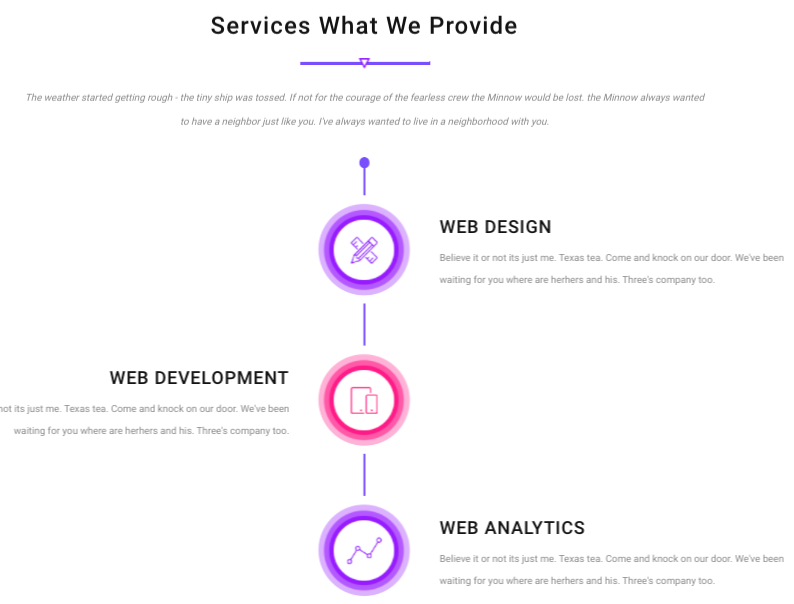 Services What We Provide
The weather started getting rough - the tiny ship was tossed. If not for the courage of the fearless crew the Minnow would be lost. the Minnow always wanted
to have a neighbor just like you. I've always wanted to live in a neighborhood with you.
WEB DESIGN
Believe it or not its just me. Texas tea. Come and knock on our door. We've been
waiting for you where are herhers and his. Three's company too.
WEB DEVELOPMENT
not its just me. Texas tea. Come and knock on our door. We've been
waiting for you where are herhers and his. Three's company too.
WEB ANALYTICS
Believe it or not its just me. Texas tea. Come and knock on our door. We've been
waiting for you where are herhers and his. Three's company too.